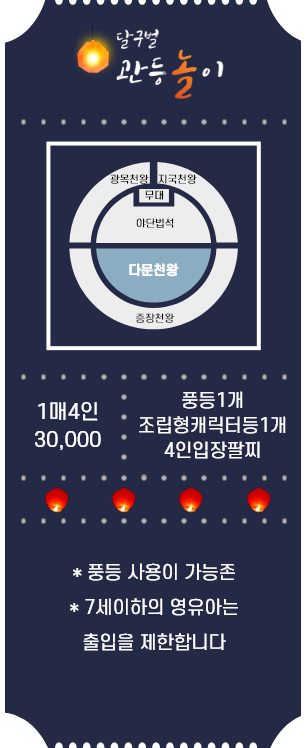 달구벌
관등놀이
광목천왕 지국천왕
무대
야단법석
다문천왕
증장천왕
1매4인
30,000
풍등1개
조립형캐릭터등1개
4인입장팔찌
* 풍등 사용이 가능존
* 7세이하의 영유아는
출입을 제한합니다